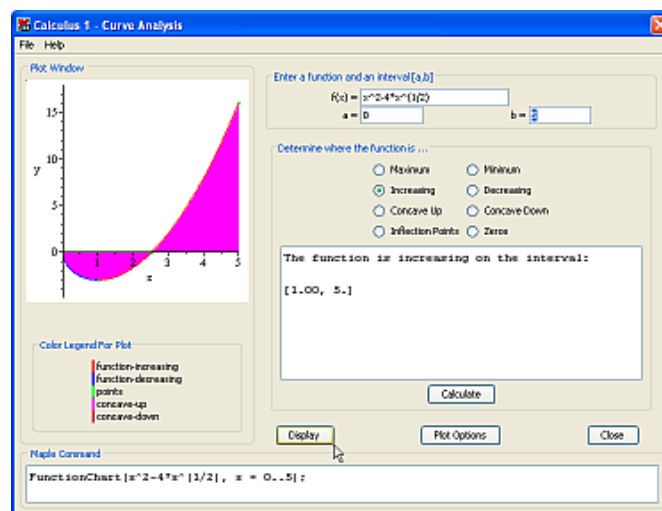 Calculus 1 - Curve Analysis
File Help
Plot Window
15
10
y
5
0
1 2 3 4 5
x
Color Legend For Plot
function-increasing
function-decreasing
points
concave-up
concave-down
Enter a function and an interval [a,b]
f(x) = x^2-4*x^(1/2)
a = 0 b = 5
Determine where the function is ...
Maximum Minimum
Increasing Decreasing
Concave Up Concave Down
Inflection Points Zeros
The function is increasing on the interval:
[1.00, 5.]
Calculate
Display Plot Options Close
Maple Command
FunctionChart(x^2-4*x^(1/2), x = 0..5);